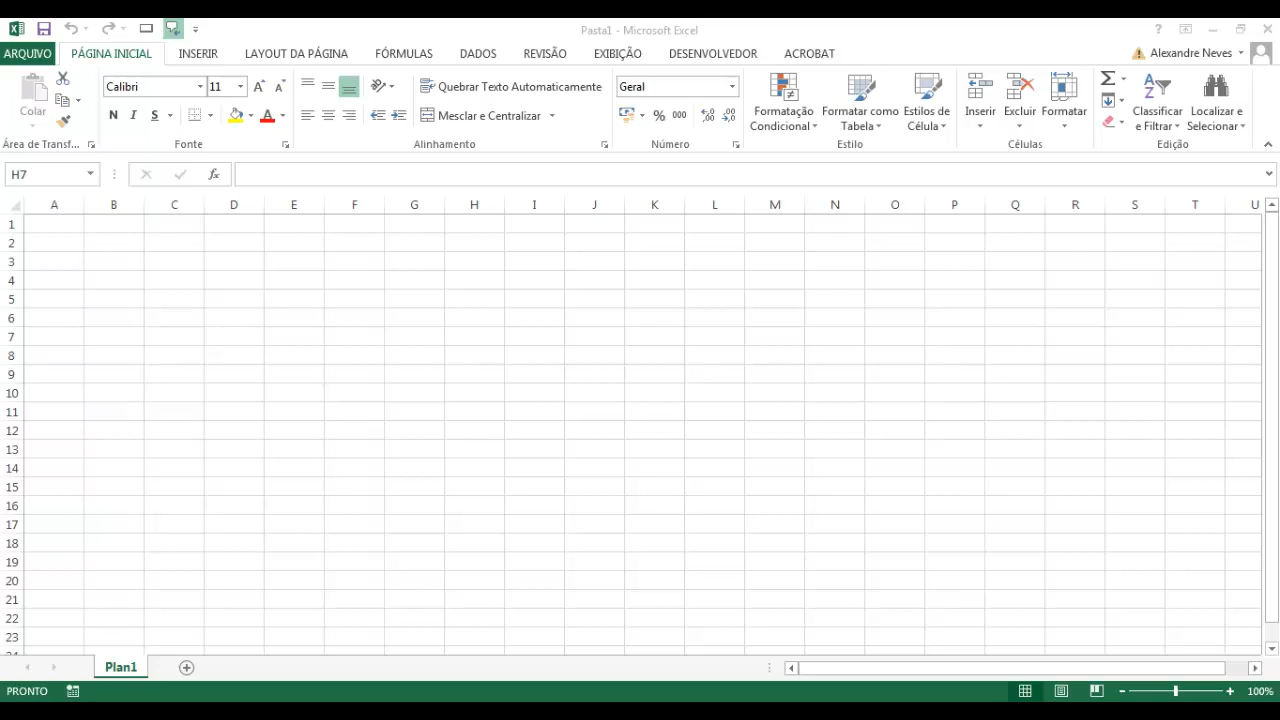 Pasta1 - Microsoft Excel
?
ARQUIVO PÁGINA INICIAL INSERIR LAYOUT DA PÁGINA FÓRMULAS DADOS REVISÃO EXIBIÇÃO DESENVOLVEDOR ACROBAT Alexandre Neves
Colar
Calibri 11 A A
N I S A
Quebrar Texto Automaticamente
Mesclar e Centralizar
Geral
% 000
Formatação Condicional
Formatar como Tabela
Estilos de Célula
Inserir
Excluir
Formatar
Σ
Classificar e Filtrar
Localizar e Selecionar
Área de Transf... Fonte Alinhamento Número Estilo Células Edição
H7 fx
A B C D E F G H I J K L M N O P Q R S T U
1
2
3
4
5
6
7
8
9
10
11
12
13
14
15
16
17
18
19
20
21
22
23
Plan1
PRONTO 100%